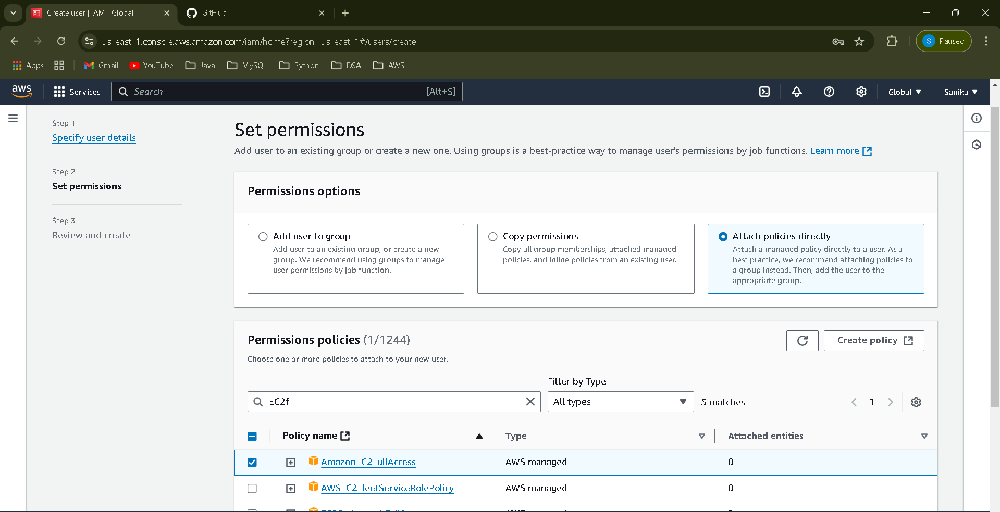 Create user | IAM | Global
GitHub
us-east-1.console.aws.amazon.com/iam/home?region=us-east-1#/users/create
S Paused
Apps
Gmail
YouTube
Java
MySQL
Python
DSA
AWS
aws
Services
Search
[Alt+S]
Global
Sanika
Step 1
Specify user details
Step 2
Set permissions
Step 3
Review and create
Set permissions
Add user to an existing group or create a new one. Using groups is a best-practice way to manage user's permissions by job functions. Learn more
Permissions options
Add user to group
Add user to an existing group, or create a new
group. We recommend using groups to manage
user permissions by job function.
Copy permissions
Copy all group memberships, attached managed
policies, and inline policies from an existing user.
Attach policies directly
Attach a managed policy directly to a user. As a
best practice, we recommend attaching policies to
a group instead. Then, add the user to the
appropriate group.
Permissions policies (1/1244)
Create policy
Choose one or more policies to attach to your new user.
Filter by Type
EC2f
All types
5 matches
1
Policy name
Type
Attached entities
AmazonEC2FullAccess
AWS managed
0
AWSEC2FleetServiceRolePolicy
AWS managed
0